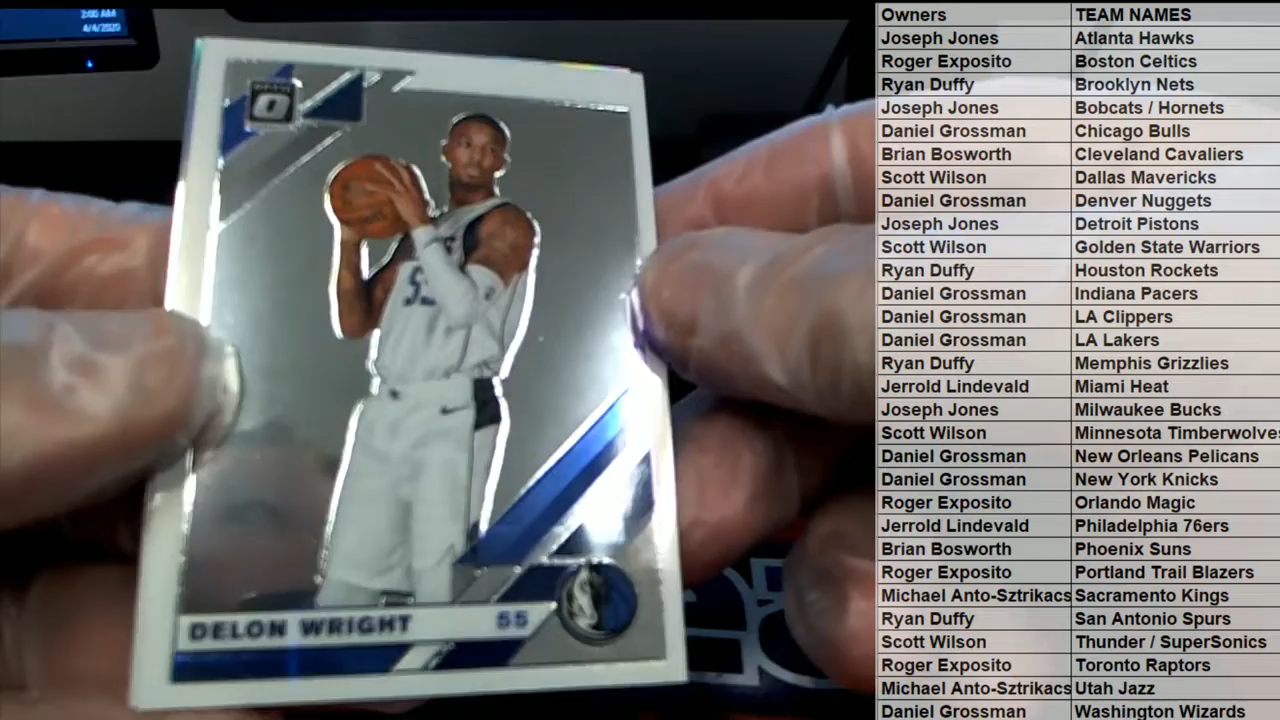 2:00 AM
4/4/2020
OPTIC
DELON WRIGHT 55
Owners TEAM NAMES
Joseph Jones Atlanta Hawks
Roger Exposito Boston Celtics
Ryan Duffy Brooklyn Nets
Joseph Jones Bobcats / Hornets
Daniel Grossman Chicago Bulls
Brian Bosworth Cleveland Cavaliers
Scott Wilson Dallas Mavericks
Daniel Grossman Denver Nuggets
Joseph Jones Detroit Pistons
Scott Wilson Golden State Warriors
Ryan Duffy Houston Rockets
Daniel Grossman Indiana Pacers
Daniel Grossman LA Clippers
Daniel Grossman LA Lakers
Ryan Duffy Memphis Grizzlies
Jerrold Lindevald Miami Heat
Joseph Jones Milwaukee Bucks
Scott Wilson Minnesota Timberwolves
Daniel Grossman New Orleans Pelicans
Daniel Grossman New York Knicks
Roger Exposito Orlando Magic
Jerrold Lindevald Philadelphia 76ers
Brian Bosworth Phoenix Suns
Roger Exposito Portland Trail Blazers
Michael Anto-Sztrikacs Sacramento Kings
Ryan Duffy San Antonio Spurs
Scott Wilson Thunder / SuperSonics
Roger Exposito Toronto Raptors
Michael Anto-Sztrikacs Utah Jazz
Daniel Grossman Washington Wizards